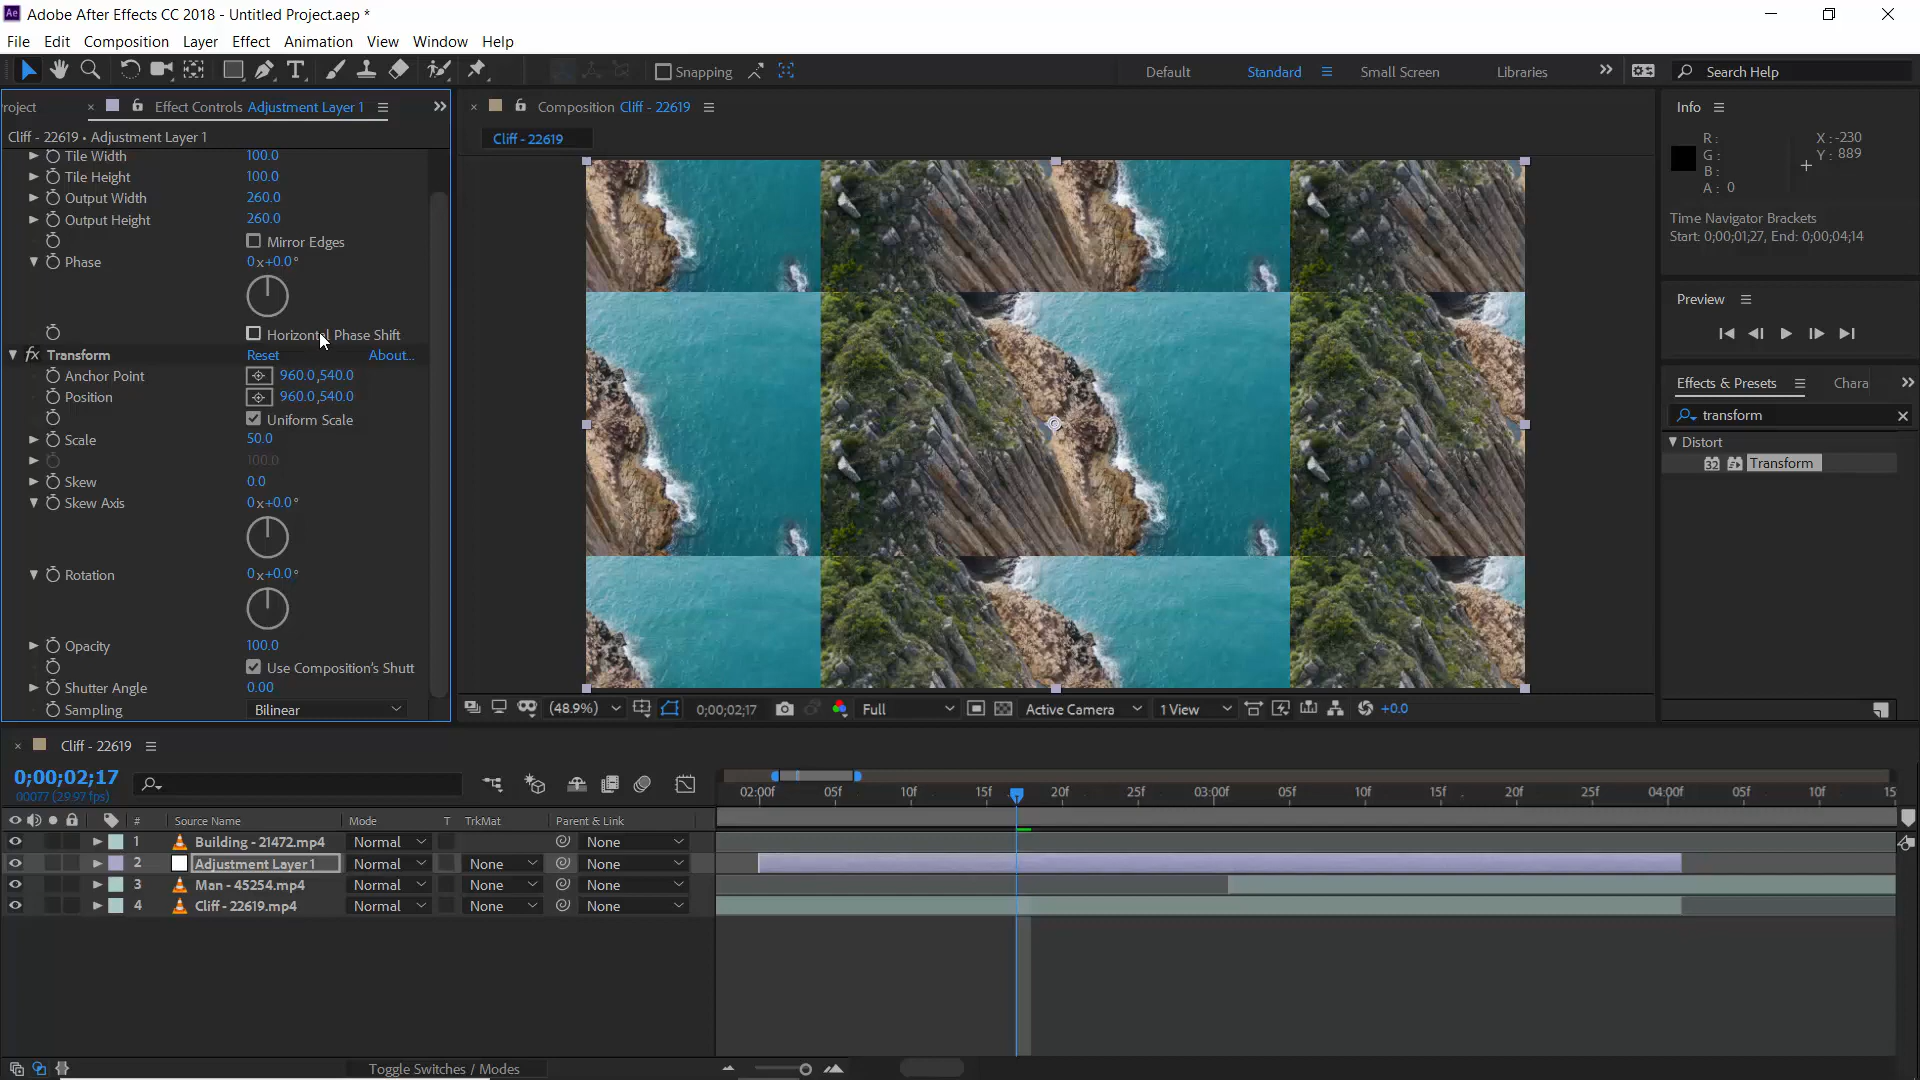 Adobe After Effects CC 2018 - Untitled Project.aep *
File Edit Composition Layer Effect Animation View Window Help
Snapping Default Standard Small Screen Libraries Search Help
roject × Effect Controls Adjustment Layer 1
Cliff - 22619 • Adjustment Layer 1
Tile Width 100.0
Tile Height 100.0
Output Width 260.0
Output Height 260.0
Mirror Edges
Phase 0 x+0.0°
Horizontal Phase Shift
fx Transform Reset About...
Anchor Point 960.0,540.0
Position 960.0,540.0
Uniform Scale
Scale 50.0
100.0
Skew 0.0
Skew Axis 0 x+0.0°
Rotation 0 x+0.0°
Opacity 100.0
Use Composition's Shutt
Shutter Angle 0.00
Sampling Bilinear
× Composition Cliff - 22619
Cliff - 22619
(48.9%) 0;00;02;17 Full Active Camera 1 View +0.0
Info
R: X: -230
G: Y: 889
B:
A: 0
Time Navigator Brackets
Start: 0;00;01;27, End: 0;00;04;14
Preview
Effects & Presets Chara
transform ×
Distort
32 Transform
× Cliff - 22619
0;00;02;17
00077 (29.97 fps)
02:00f 05f 10f 15f 20f 25f 03:00f 05f 10f 15f 20f 25f 04:00f 05f 10f 15
# Source Name Mode T TrkMat Parent & Link
1 Building - 21472.mp4 Normal None
2 Adjustment Layer 1 Normal None None
3 Man - 45254.mp4 Normal None None
4 Cliff - 22619.mp4 Normal None None
Toggle Switches / Modes